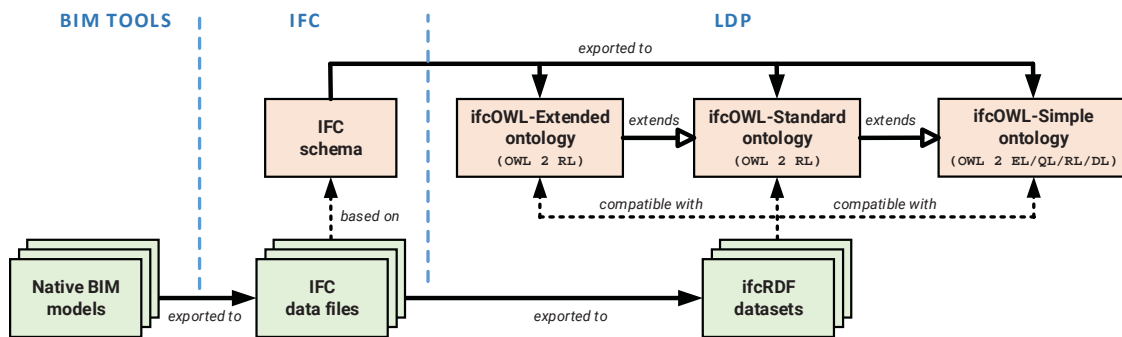 BIM TOOLS
IFC
LDP
exported to
IFC
schema
ifcOWL-Extended
ontology
(OWL 2 RL)
extends
ifcOWL-Standard
ontology
(OWL 2 RL)
extends
ifcOWL-Simple
ontology
(OWL 2 EL/QL/RL/DL)
based on
compatible with
compatible with
Native BIM
models
exported to
IFC
data files
exported to
ifcRDF
datasets